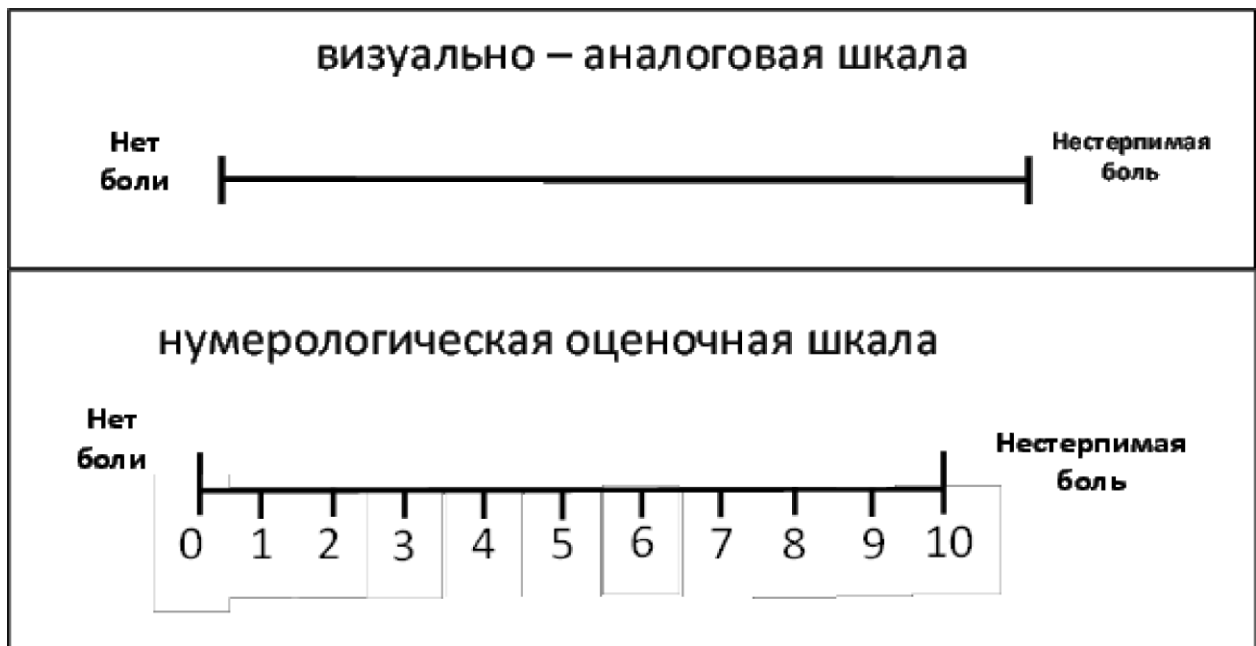 визуально – аналоговая шкала
Нет
боли
Нестерпимая
боль
нумерологическая оценочная шкала
Нет
боли
Нестерпимая
боль
0 1 2 3 4 5 6 7 8 9 10